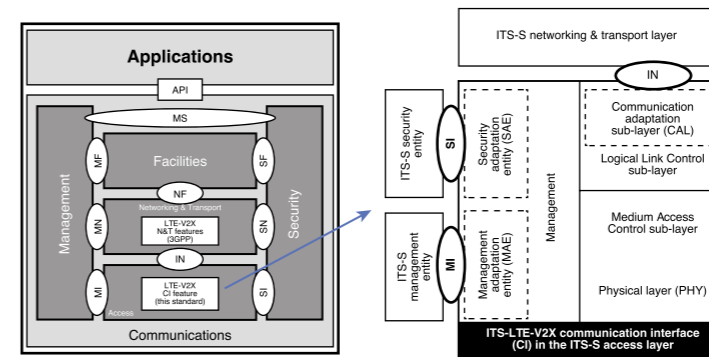 Applications
API
MS
MF
Facilities
SF
NF
Networking & Transport
Management
MN
LTE-V2X
N&T features
(3GPP)
SN
Security
IN
MI
LTE-V2X
CI feature
(this standard)
SI
Access
Communications
ITS-S networking & transport layer
IN
ITS-S security
entity
SI
Security
adaptation
entity (SAE)
Communication
adaptation
sub-layer (CAL)
Logical Link Control
sub-layer
Management
ITS-S
management
entity
MI
Management
adaptation
entity (MAE)
Medium Access
Control sub-layer
Physical layer (PHY)
ITS-LTE-V2X communication interface
(CI) in the ITS-S access layer